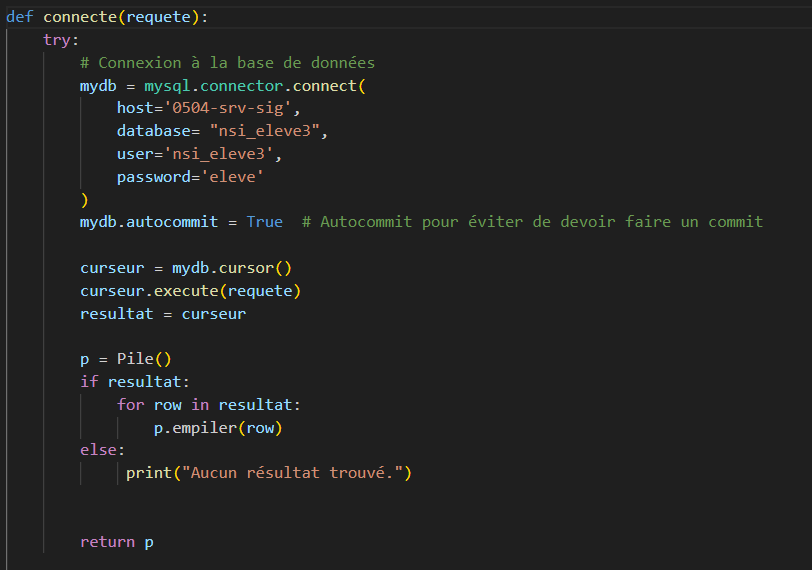 def connecte(requete):
    try:
        # Connexion à la base de données
        mydb = mysql.connector.connect(
            host='0504-srv-sig',
            database= "nsi_eleve3",
            user='nsi_eleve3',
            password='eleve'
        )
        mydb.autocommit = True  # Autocommit pour éviter de devoir faire un commit

        curseur = mydb.cursor()
        curseur.execute(requete)
        resultat = curseur

        p = Pile()
        if resultat:
            for row in resultat:
                p.empiler(row)
        else:
             print("Aucun résultat trouvé.")


        return p